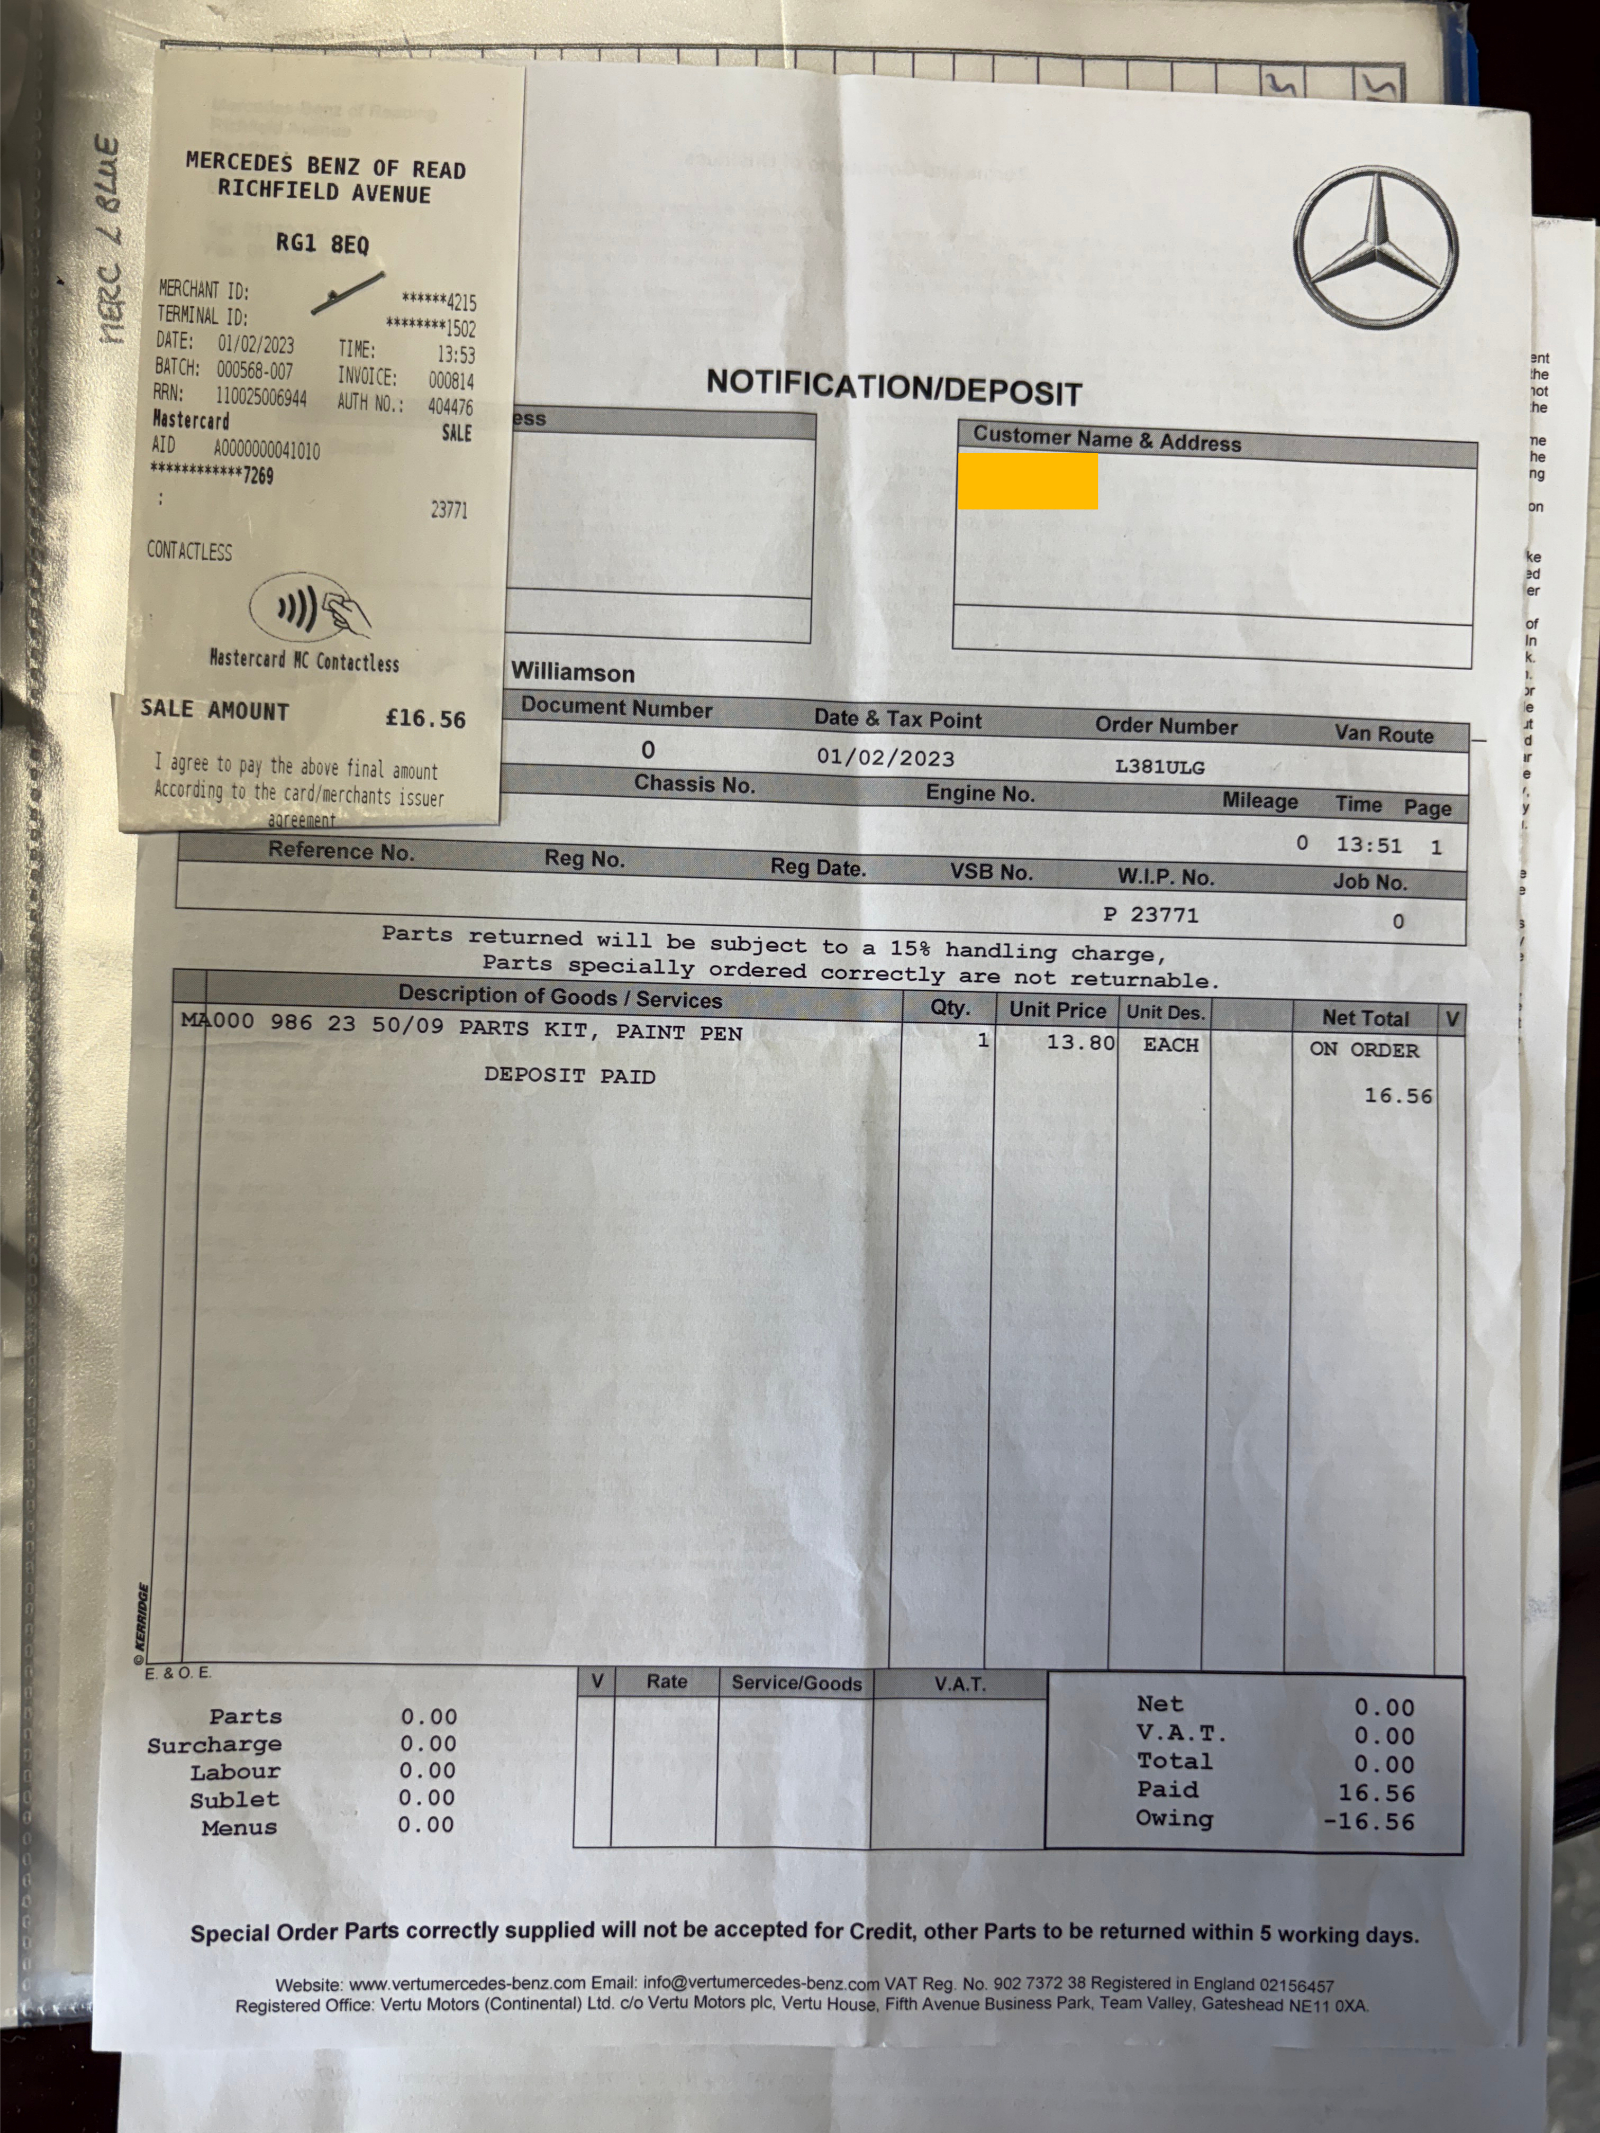 MERC L BLUE
MERCEDES BENZ OF READ
RICHFIELD AVENUE
RG1 8EQ
MERCHANT ID: ******4215
TERMINAL ID: ********1502
DATE: 01/02/2023 TIME: 13:53
BATCH: 000568-007 INVOICE: 000814
RRN: 110025006944 AUTH NO.: 404476
Mastercard SALE
AID A0000000041010
************7269
: 23771
CONTACTLESS
Mastercard MC Contactless
SALE AMOUNT £16.56
I agree to pay the above final amount
According to the card/merchants issuer
agreement
NOTIFICATION/DEPOSIT
ess
Customer Name & Address
Williamson
Document Number Date & Tax Point Order Number Van Route
0 01/02/2023 L381ULG
Chassis No. Engine No. Mileage Time Page
0 13:51 1
Reference No. Reg No. Reg Date. VSB No. W.I.P. No. Job No.
P 23771 0
Parts returned will be subject to a 15% handling charge,
Parts specially ordered correctly are not returnable.
Description of Goods / Services Qty. Unit Price Unit Des. Net Total V
MA000 986 23 50/09 PARTS KIT, PAINT PEN 1 13.80 EACH ON ORDER
DEPOSIT PAID 16.56
© KERRIDGE
E. & O. E.
V Rate Service/Goods V.A.T.
Parts 0.00
Surcharge 0.00
Labour 0.00
Sublet 0.00
Menus 0.00
Net 0.00
V.A.T. 0.00
Total 0.00
Paid 16.56
Owing -16.56
Special Order Parts correctly supplied will not be accepted for Credit, other Parts to be returned within 5 working days.
Website: www.vertumercedes-benz.com Email: info@vertumercedes-benz.com VAT Reg. No. 902 7372 38 Registered in England 02156457
Registered Office: Vertu Motors (Continental) Ltd. c/o Vertu Motors plc, Vertu House, Fifth Avenue Business Park, Team Valley, Gateshead NE11 0XA.